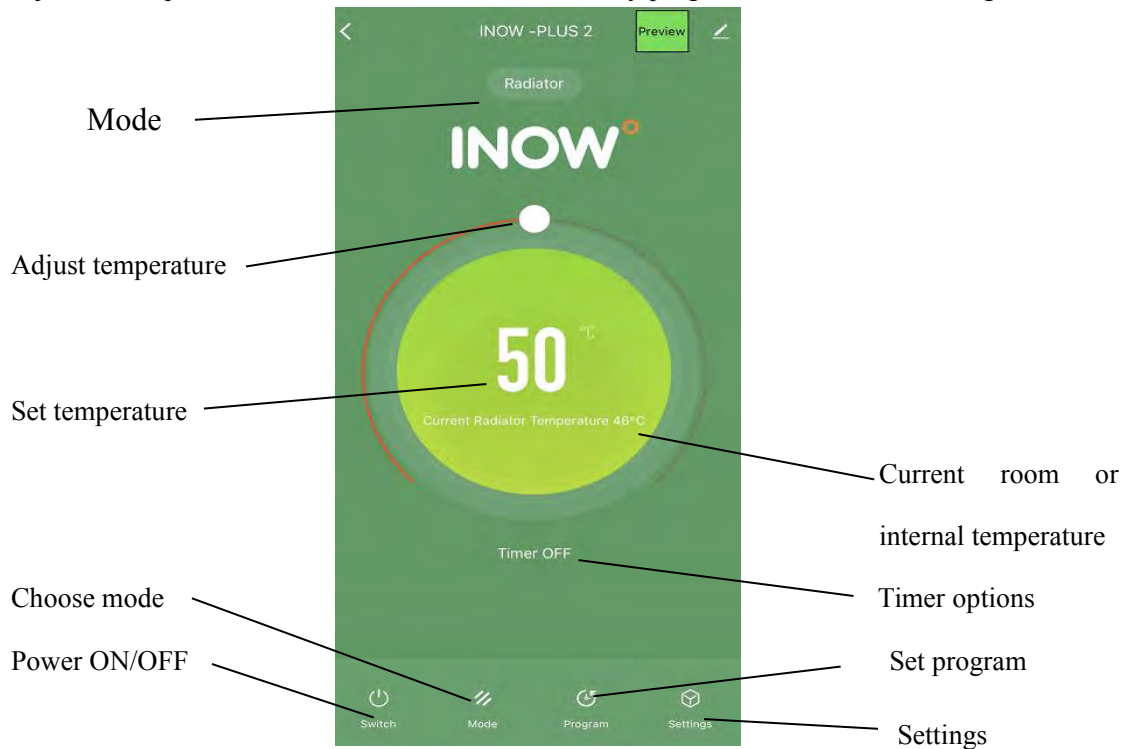 INOW -PLUS 2
Preview
Radiator
Mode
INOW
Adjust temperature
50 °C
Set temperature
Current Radiator Temperature 46°C
Current room or
internal temperature
Timer OFF
Choose mode
Timer options
Power ON/OFF
Set program
Switch
Mode
Program
Settings
Settings